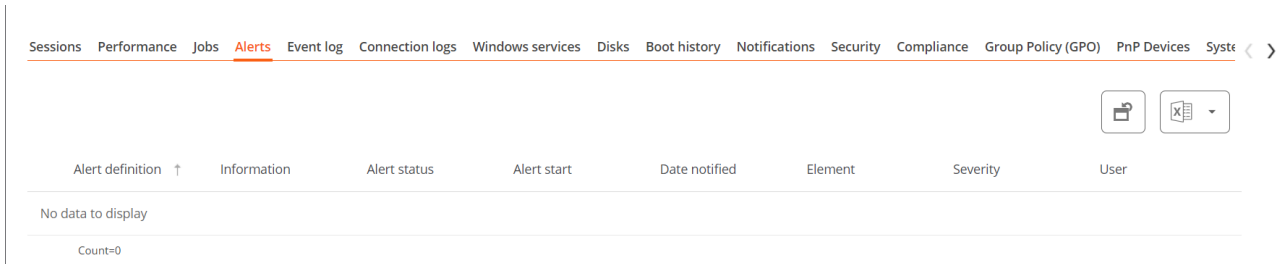 Sessions Performance Jobs Alerts Event log Connection logs Windows services Disks Boot history Notifications Security Compliance Group Policy (GPO) PnP Devices Syste
Alert definition ↑ Information Alert status Alert start Date notified Element Severity User
No data to display
Count=0